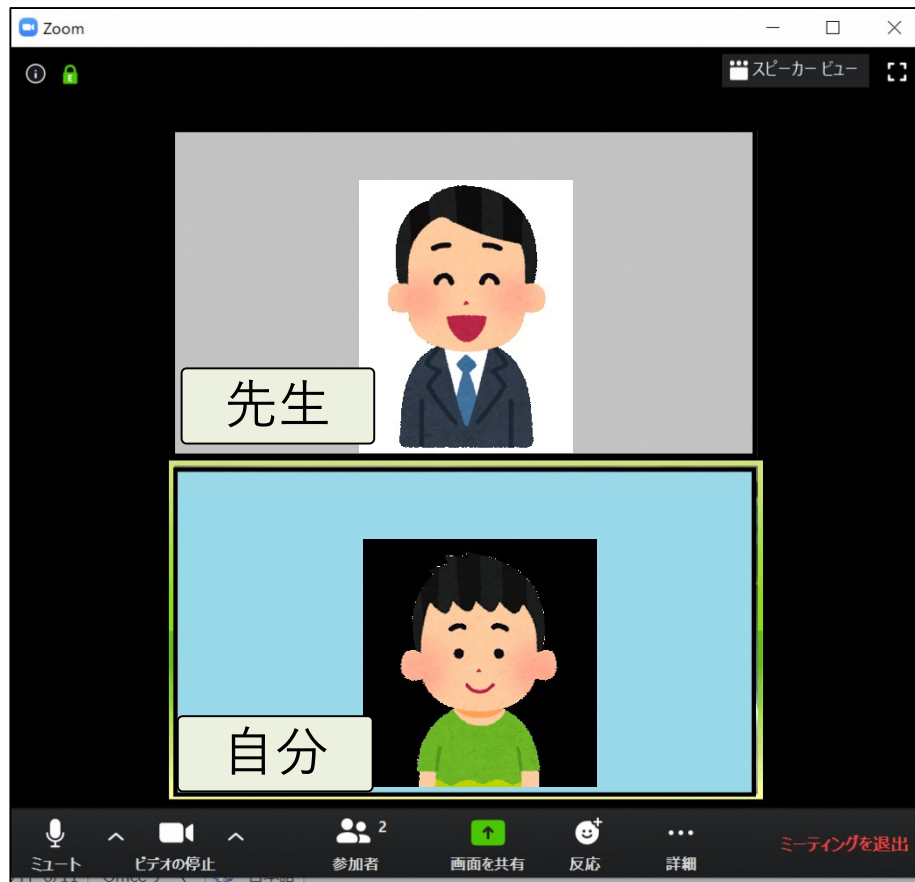 Zoom
スピーカー ビュー
先生
自分
2
ミュート
ビデオの停止
参加者
画面を共有
反応
詳細
ミーティングを退出